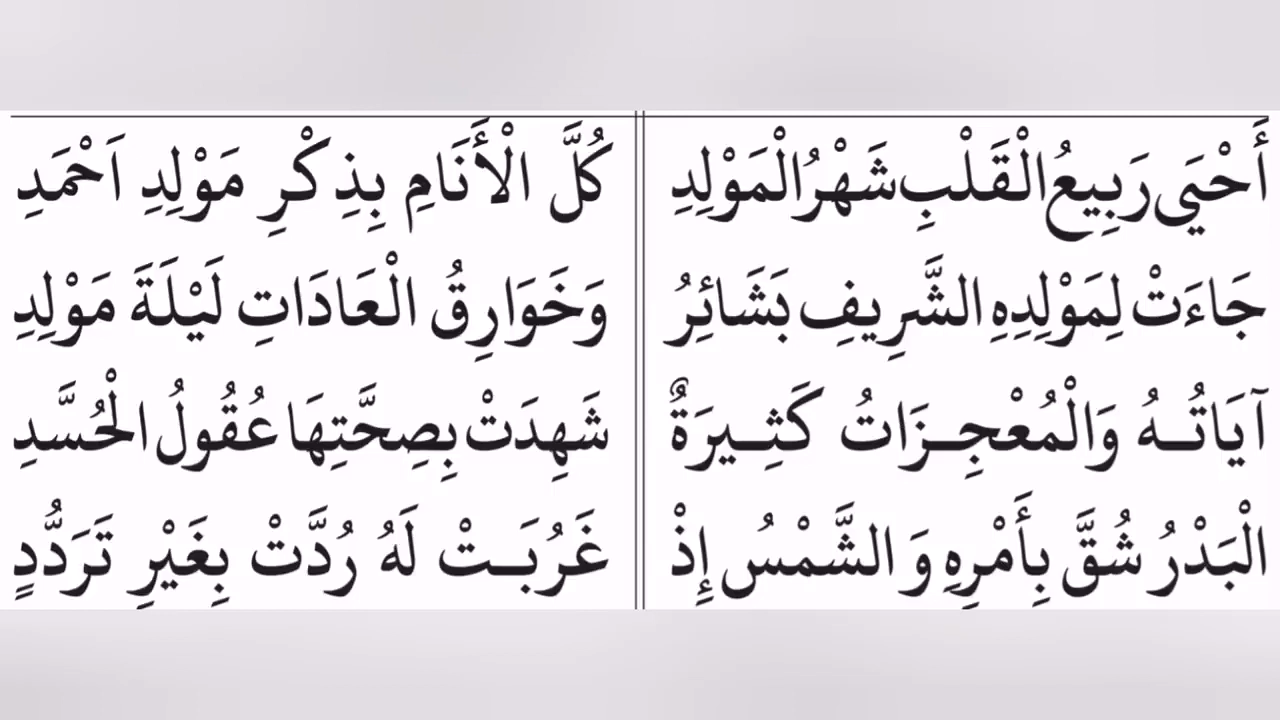 أَحْيَى رَبِيعُ الْقَلْبِ شَهْرُ الْمَوْلِدِ كُلَّ الْأَنَامِ بِذِكْرِ مَوْلِدِ اَحْمَدِ
جَاءَتْ لِمَوْلِدِهِ الشَّرِيفِ بَشَائِرُ وَخَوَارِقُ الْعَادَاتِ لَيْلَةَ مَوْلِدِ
آيَاتُهُ وَالْمُعْجِزَاتُ كَثِيرَةٌ شَهِدَتْ بِصِحَّتِهَا عُقُولُ الْحُسَّدِ
الْبَدْرُ شُقَّ بِأَمْرِهِ وَ الشَّمْسُ إِذْ غَرُبَتْ لَهُ رُدَّتْ بِغَيْرِ تَرَدُّدٍ